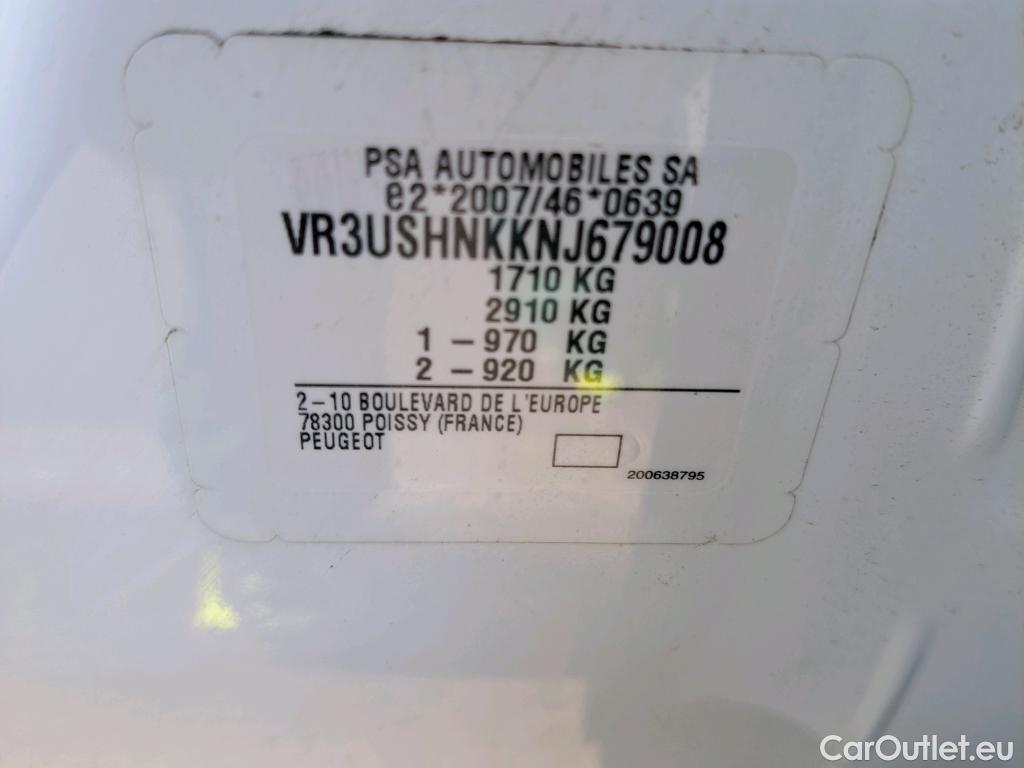 PSA AUTOMOBILES SA
e2*2007/46*0639
VR3USHNKKNJ679008
1710 KG
2910 KG
1 – 970 KG
2 – 920 KG
2–10 BOULEVARD DE L'EUROPE
78300 POISSY (FRANCE)
PEUGEOT
200638795
CarOutlet.eu